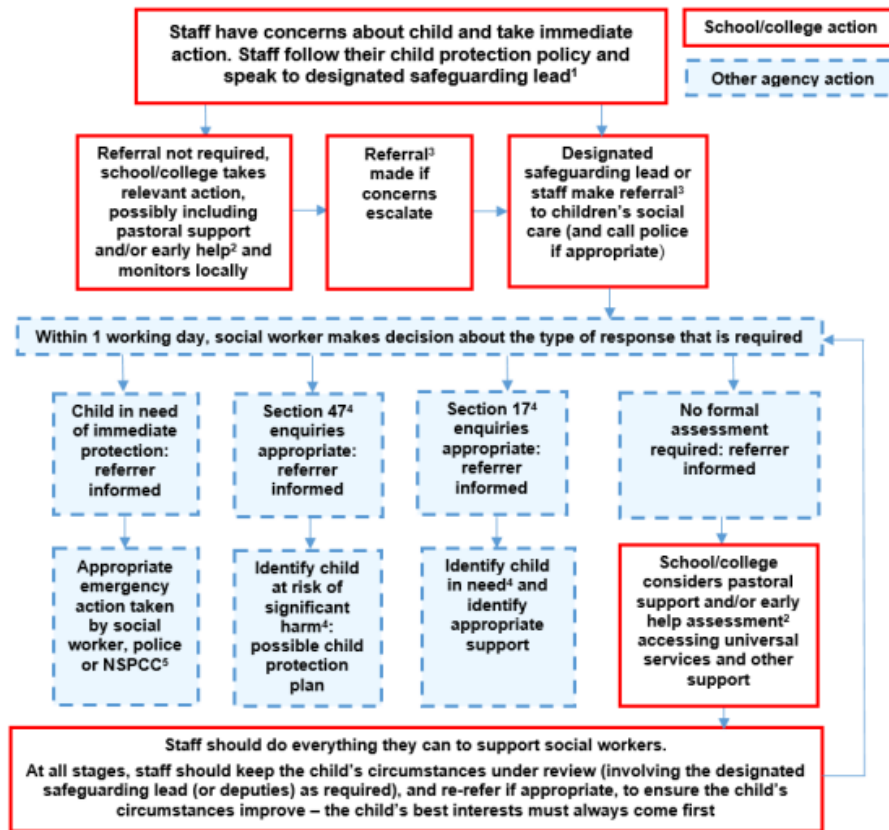 Staff have concerns about child and take immediate
action. Staff follow their child protection policy and
speak to designated safeguarding lead¹
School/college action
Other agency action
Referral not required,
school/college takes
relevant action,
possibly including
pastoral support
and/or early help² and
monitors locally
Referral³
made if
concerns
escalate
Designated
safeguarding lead or
staff make referral³
to children's social
care (and call police
if appropriate)
Within 1 working day, social worker makes decision about the type of response that is required
Child in need
of immediate
protection:
referrer
informed
Section 47⁴
enquiries
appropriate:
referrer
informed
Section 17⁴
enquiries
appropriate:
referrer
informed
No formal
assessment
required: referrer
informed
Appropriate
emergency
action taken
by social
worker, police
or NSPCC⁵
Identify child
at risk of
significant
harm⁴:
possible child
protection
plan
Identify child
in need⁴ and
identify
appropriate
support
School/college
considers pastoral
support and/or early
help assessment²
accessing universal
services and other
support
Staff should do everything they can to support social workers.
At all stages, staff should keep the child's circumstances under review (involving the designated
safeguarding lead (or deputies) as required), and re-refer if appropriate, to ensure the child's
circumstances improve – the child's best interests must always come first